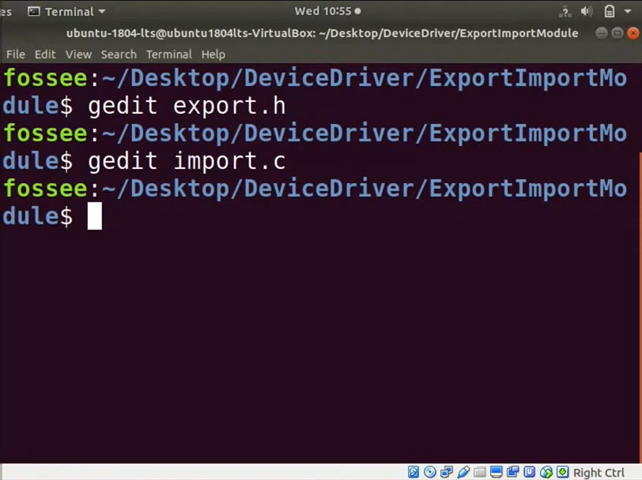 es Terminal Wed 10:55
ubuntu-1804-lts@ubuntu1804lts-VirtualBox: ~/Desktop/DeviceDriver/ExportImportModule
File Edit View Search Terminal Help
fossee:~/Desktop/DeviceDriver/ExportImportMo
dule$ gedit export.h
fossee:~/Desktop/DeviceDriver/ExportImportMo
dule$ gedit import.c
fossee:~/Desktop/DeviceDriver/ExportImportMo
dule$
Right Ctrl